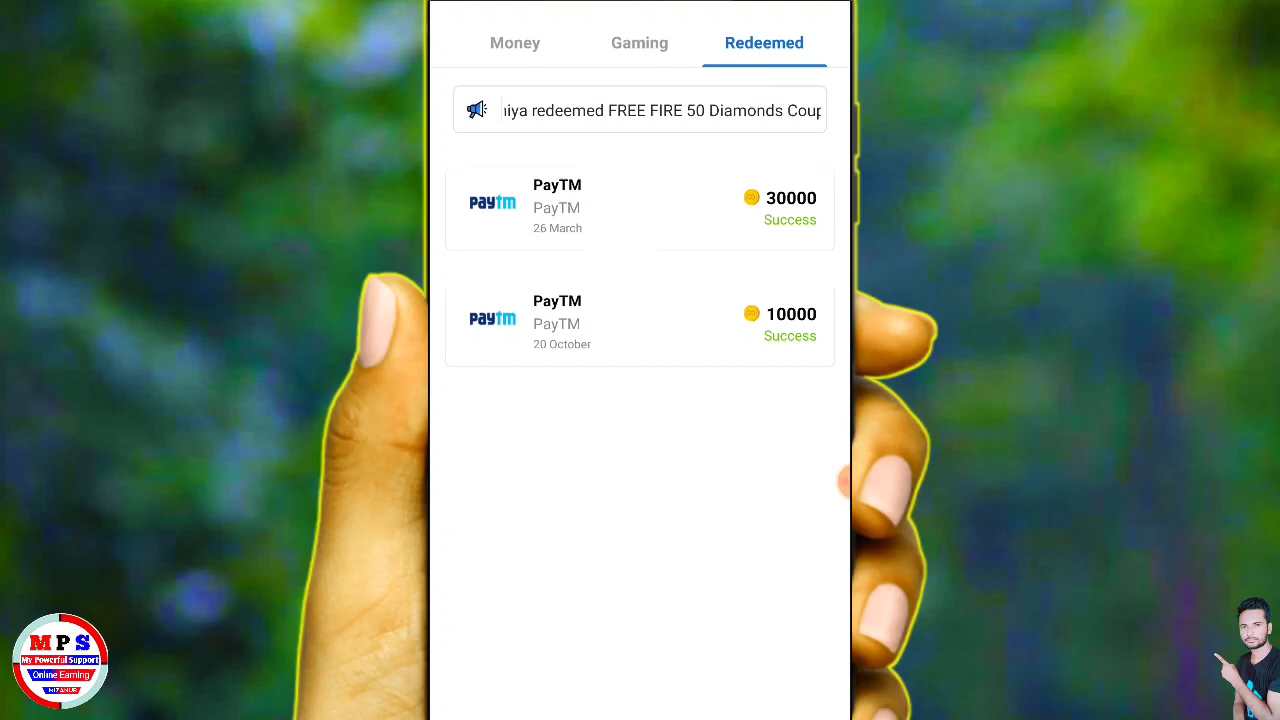 Money
Gaming
Redeemed
iya redeemed FREE FIRE 50 Diamonds Coup
paytm
PayTM
PayTM
26 March
30000
Success
paytm
PayTM
PayTM
20 October
10000
Success
M P S
My Powerful Support
Online Earning
MIZANUR